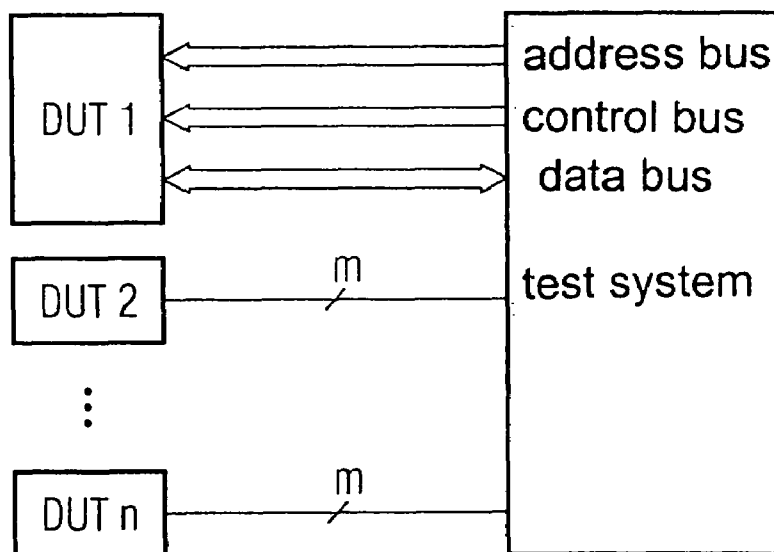 address bus
DUT 1
control bus
data bus
m
DUT 2
test system
m
DUT n